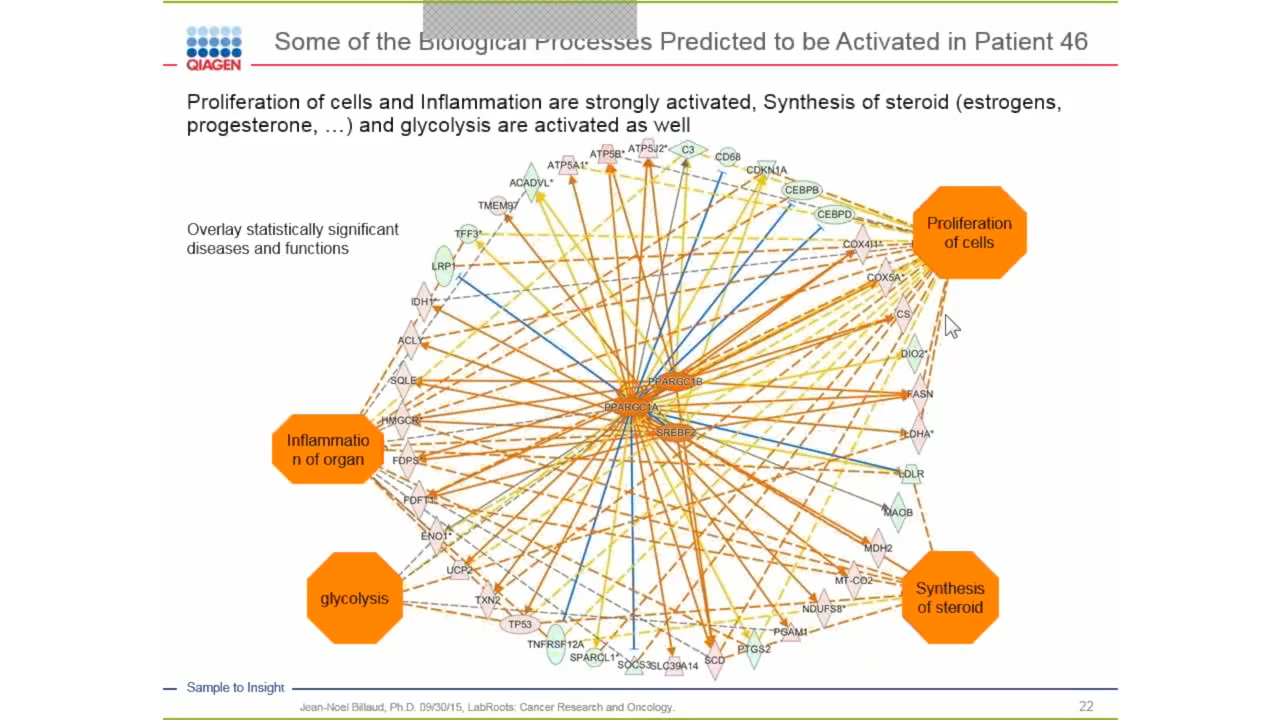 Some of the Biological Processes Predicted to be Activated in Patient 46
QIAGEN
Proliferation of cells and Inflammation are strongly activated, Synthesis of steroid (estrogens,
progesterone, …) and glycolysis are activated as well
Overlay statistically significant
diseases and functions
ATP5A1*
ATP5B*
ATP5J2*
C3
CD68
CDKN1A
CEBPB
CEBPD
COX4I1*
COX5A*
CS
DIO2*
FASN
LDHA*
LDLR
MAOB
MDH2
MT-CO2
NDUFS8*
PGAM1
PTGS2
SCD
SLC39A14
SOCS3
SPARCL1*
TNFRSF12A
TP53
TXN2
UCP2
ENO1*
FDFT1
FDPS
HMGCR*
SQLE
ACLY
IDH1*
LRP1
TFF3*
TMEM97
ACADVL*
PPARGC1B
PPARGC1A
SREBF2
Proliferation
of cells
Inflammatio
n of organ
glycolysis
Synthesis
of steroid
Sample to Insight
Jean-Noel Billaud, Ph.D. 09/30/15, LabRoots: Cancer Research and Oncology.
22